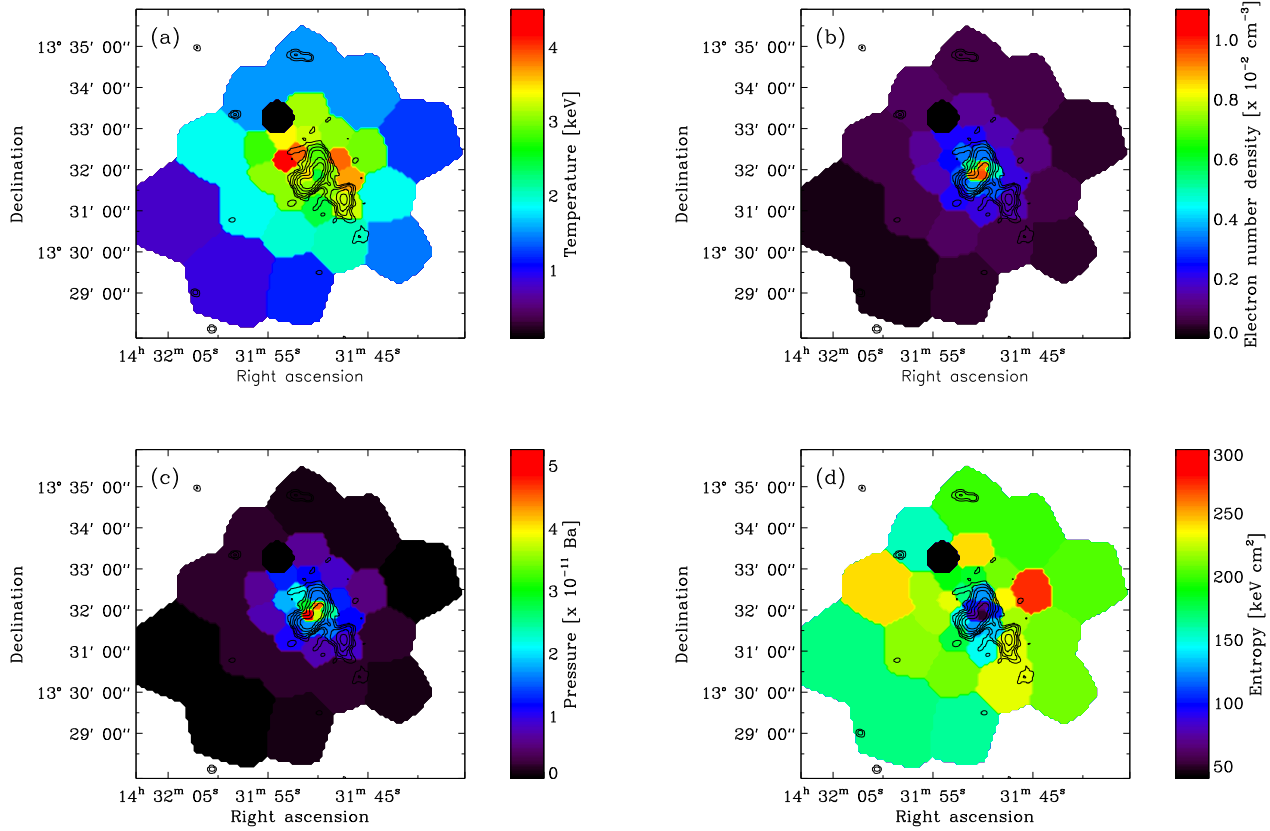 (a)
13° 35′ 00″
34′ 00″
33′ 00″
32′ 00″
31′ 00″
13° 30′ 00″
29′ 00″
Declination
14ʰ 32ᵐ 05ˢ 31ᵐ 55ˢ 31ᵐ 45ˢ
Right ascension
4
3
2
1
Temperature [keV]
(b)
13° 35′ 00″
34′ 00″
33′ 00″
32′ 00″
31′ 00″
13° 30′ 00″
29′ 00″
Declination
14ʰ 32ᵐ 05ˢ 31ᵐ 55ˢ 31ᵐ 45ˢ
Right ascension
1.0
0.8
0.6
0.4
0.2
0.0
Electron number density [x 10⁻² cm⁻³]
(c)
13° 35′ 00″
34′ 00″
33′ 00″
32′ 00″
31′ 00″
13° 30′ 00″
29′ 00″
Declination
14ʰ 32ᵐ 05ˢ 31ᵐ 55ˢ 31ᵐ 45ˢ
Right ascension
5
4
3
2
1
0
Pressure [x 10⁻¹¹ Ba]
(d)
13° 35′ 00″
34′ 00″
33′ 00″
32′ 00″
31′ 00″
13° 30′ 00″
29′ 00″
Declination
14ʰ 32ᵐ 05ˢ 31ᵐ 55ˢ 31ᵐ 45ˢ
Right ascension
300
250
200
150
100
50
Entropy [keV cm²]